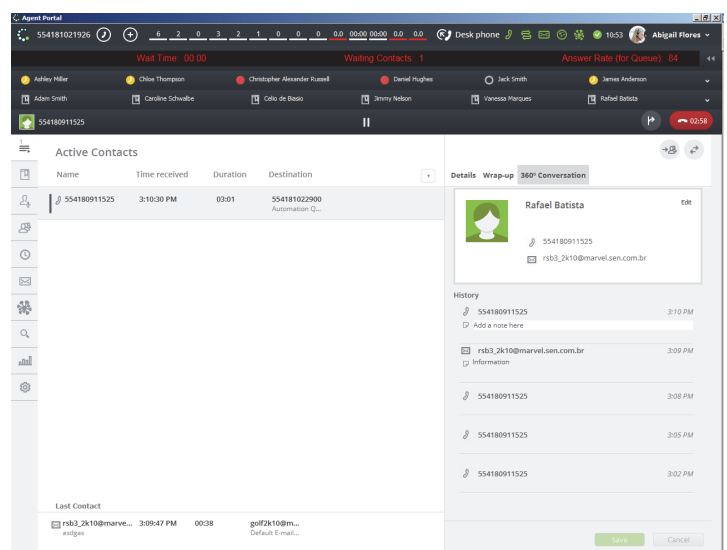 Agent Portal
554181021926 6 2 0 3 2 1 0 0 0 0.0 00:00 00:00 0.0 0.0 Desk phone 10:53 Abigail Flores
Wait Time: 00:00 Waiting Contacts: 1 Answer Rate (for Queue): 84
Ashley Miller Chloe Thompson Christopher Alexander Russell Daniel Hughes Jack Smith James Anderson
Adam Smith Caroline Schwalbe Celio de Biasio Jimmy Nelson Vanessa Marques Rafael Batista
554180911525 02:58
1
Active Contacts
Name Time received Duration Destination
554180911525 3:10:30 PM 03:01 554181022900
Automation Q...
Last Contact
rsb3_2k10@marve... 3:09:47 PM 00:38 golf2k10@m...
asdgas Default E-mail...
Details Wrap-up 360º Conversation
Rafael Batista Edit
554180911525
rsb3_2k10@marvel.sen.com.br
History
554180911525 3:10 PM
Add a note here
rsb3_2k10@marvel.sen.com.br 3:09 PM
Information
554180911525 3:08 PM
554180911525 3:05 PM
554180911525 3:02 PM
Save Cancel